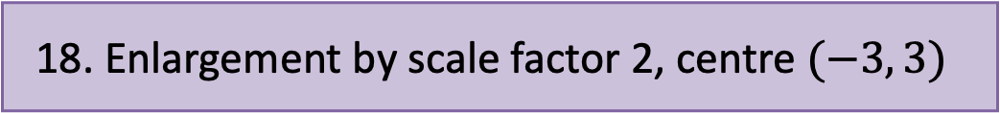 18. Enlargement by scale factor 2, centre (−3, 3)